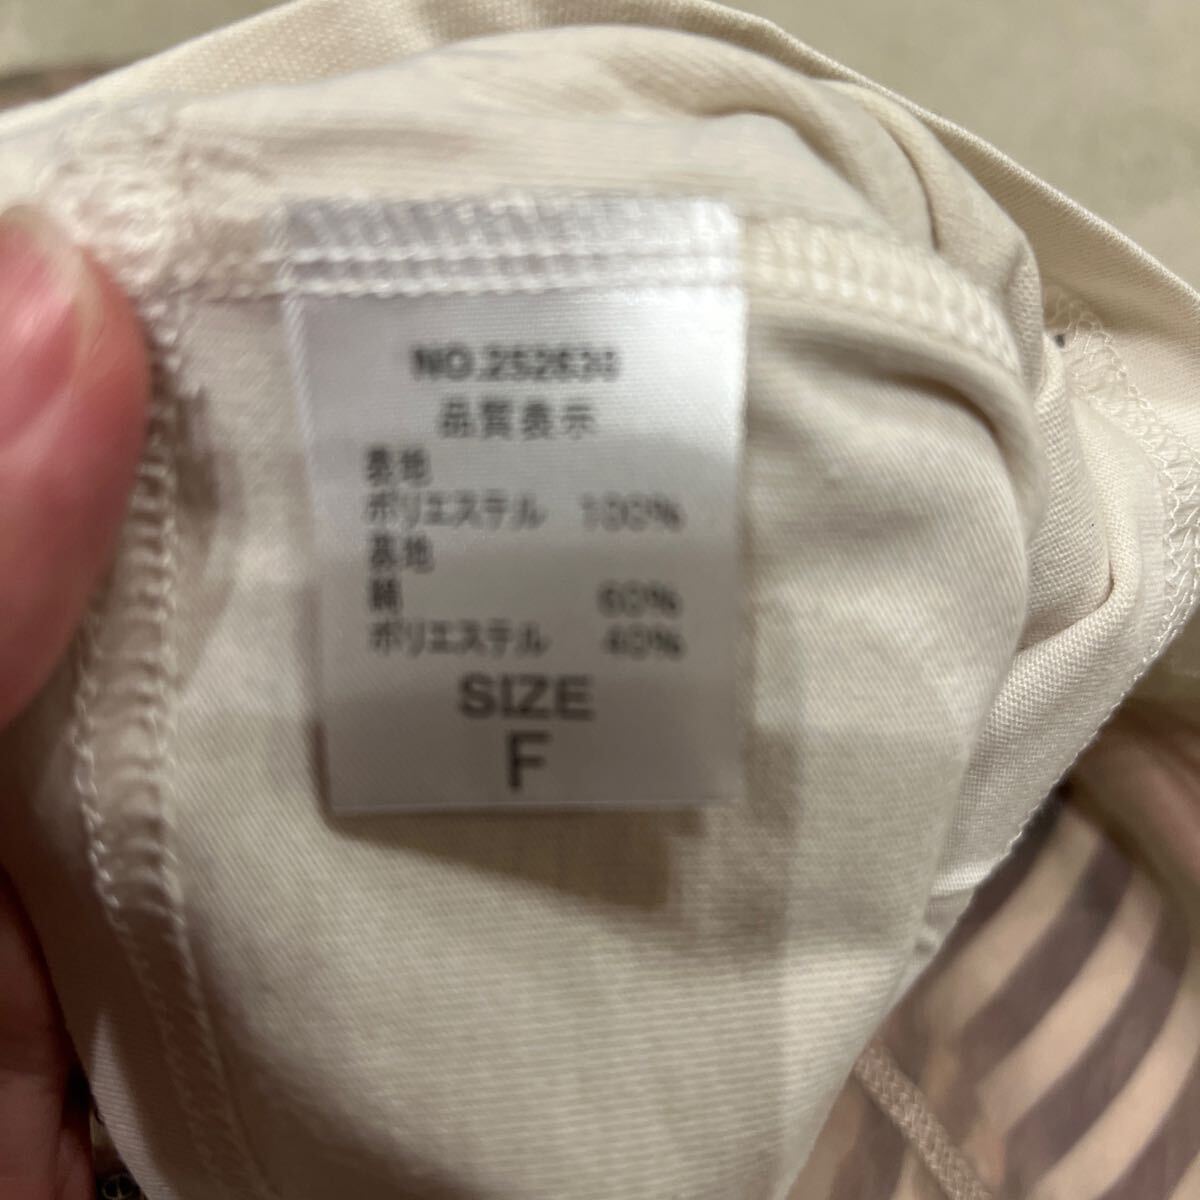 NO.252630
品質表示
表地
ポリエステル 100%
裏地
綿 60%
ポリエステル 40%
SIZE
F